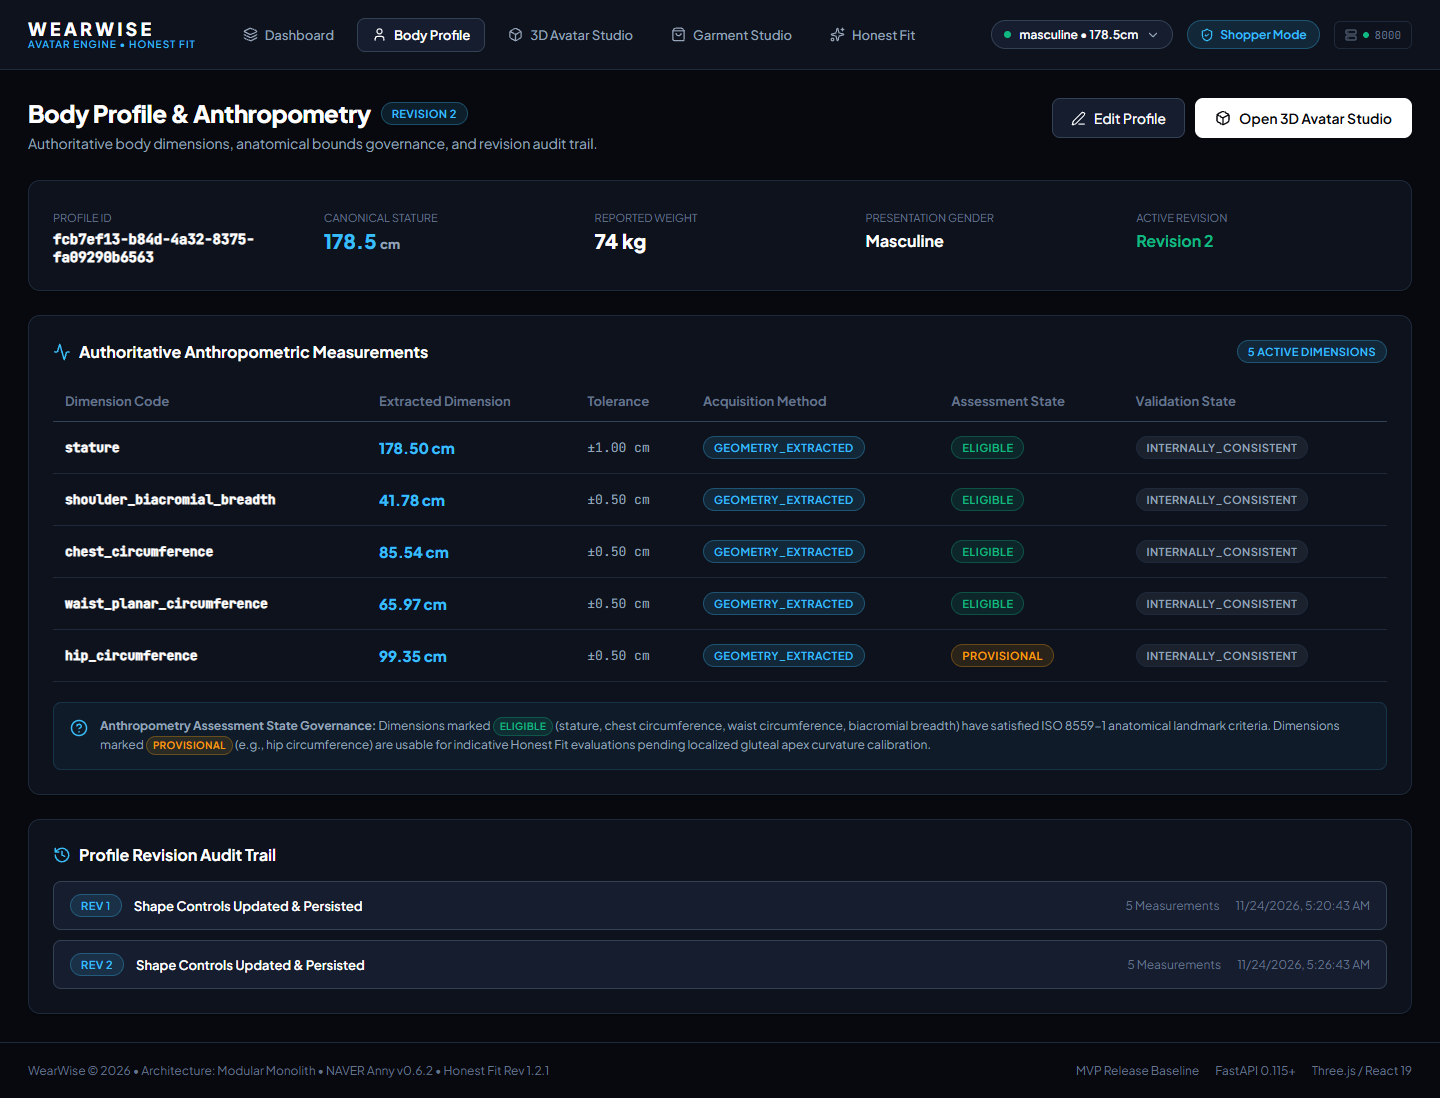 WEARWISE
AVATAR ENGINE • HONEST FIT
Dashboard
Body Profile
3D Avatar Studio
Garment Studio
Honest Fit
masculine • 178.5cm
Shopper Mode
8000
Body Profile & Anthropometry
REVISION 2
Authoritative body dimensions, anatomical bounds governance, and revision audit trail.
Edit Profile
Open 3D Avatar Studio
PROFILE ID
fcb7ef13-b84d-4a32-8375-
fa09290b6563
CANONICAL STATURE
178.5 cm
REPORTED WEIGHT
74 kg
PRESENTATION GENDER
Masculine
ACTIVE REVISION
Revision 2
Authoritative Anthropometric Measurements
5 ACTIVE DIMENSIONS
Dimension Code Extracted Dimension Tolerance Acquisition Method Assessment State Validation State
stature 178.50 cm ±1.00 cm GEOMETRY_EXTRACTED ELIGIBLE INTERNALLY_CONSISTENT
shoulder_biacromial_breadth 41.78 cm ±0.50 cm GEOMETRY_EXTRACTED ELIGIBLE INTERNALLY_CONSISTENT
chest_circumference 85.54 cm ±0.50 cm GEOMETRY_EXTRACTED ELIGIBLE INTERNALLY_CONSISTENT
waist_planar_circumference 65.97 cm ±0.50 cm GEOMETRY_EXTRACTED ELIGIBLE INTERNALLY_CONSISTENT
hip_circumference 99.35 cm ±0.50 cm GEOMETRY_EXTRACTED PROVISIONAL INTERNALLY_CONSISTENT
Anthropometry Assessment State Governance: Dimensions marked ELIGIBLE (stature, chest circumference, waist circumference, biacromial breadth) have satisfied ISO 8559-1 anatomical landmark criteria. Dimensions
marked PROVISIONAL (e.g., hip circumference) are usable for indicative Honest Fit evaluations pending localized gluteal apex curvature calibration.
Profile Revision Audit Trail
REV 1 Shape Controls Updated & Persisted 5 Measurements 11/24/2026, 5:20:43 AM
REV 2 Shape Controls Updated & Persisted 5 Measurements 11/24/2026, 5:26:43 AM
WearWise © 2026 • Architecture: Modular Monolith • NAVER Anny v0.6.2 • Honest Fit Rev 1.2.1
MVP Release Baseline FastAPI 0.115+ Three.js / React 19